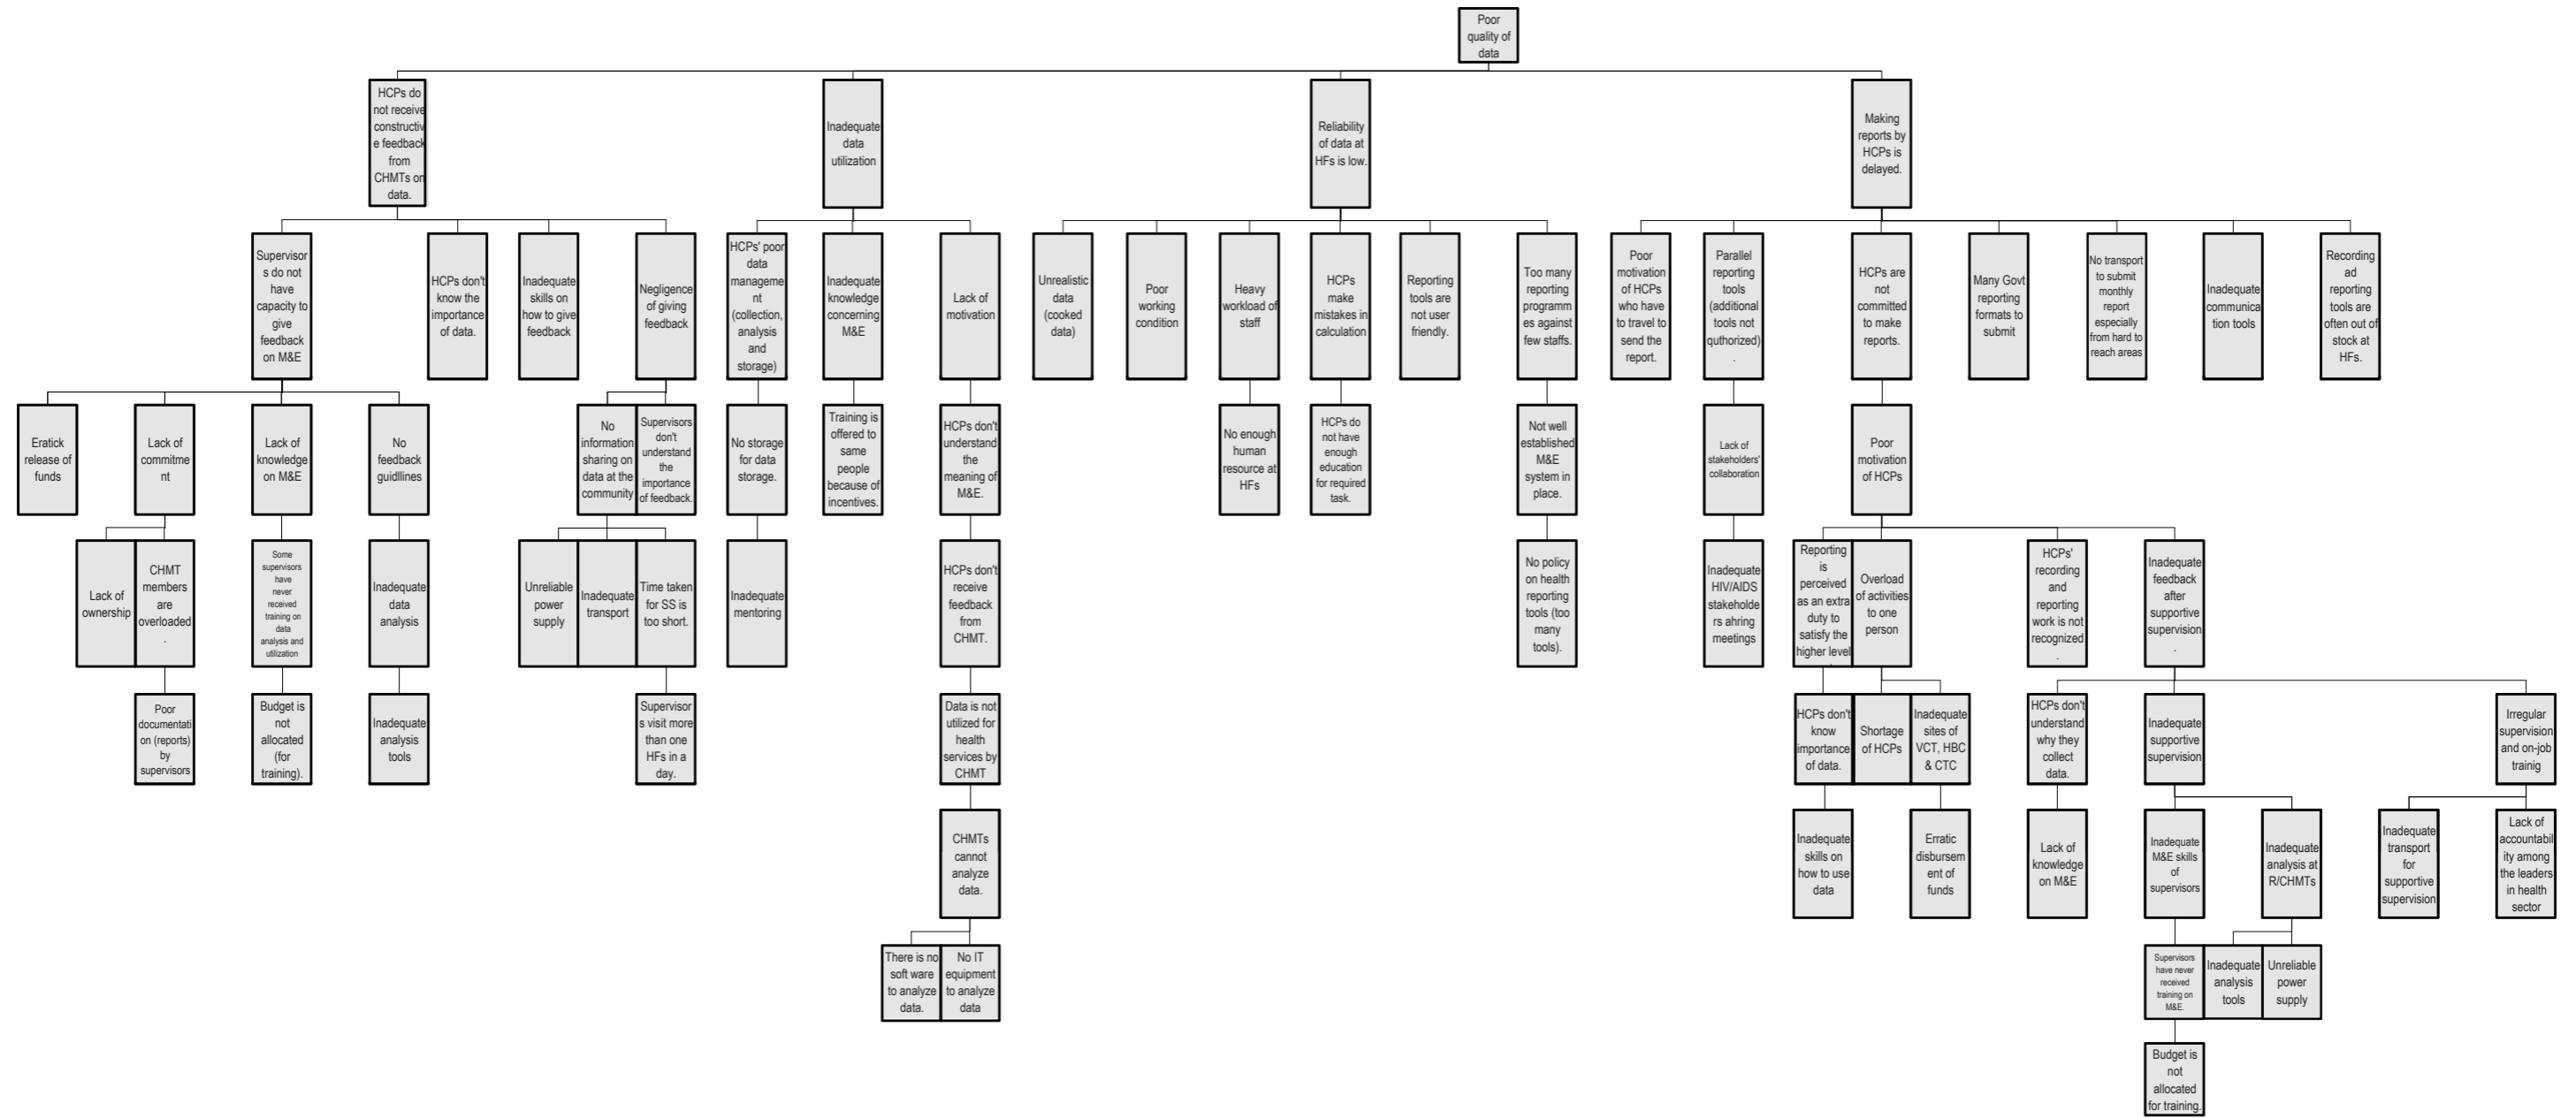 Poor
quality of
data
HCPs do
not receive
constructiv
e feedback
from
CHMTs on
data.
Inadequate
data
utilization
Reliability
of data at
HFs is low.
Making
reports by
HCPs is
delayed.
Supervisor
s do not
have
capacity to
give
feedback
on M&E
HCPs don't
know the
importance
of data.
Inadequate
skills on
how to give
feedback
Negligence
of giving
feedback
HCPs' poor
data
manageme
nt
(collection,
analysis
and
storage)
Inadequate
knowledge
concerning
M&E
Lack of
motivation
Unrealistic
data
(cooked
data)
Poor
working
condition
Heavy
workload of
staff
HCPs
make
mistakes in
calculation
Reporting
tools are
not user
friendly.
Too many
reporting
programm
es against
few staffs.
Poor
motivation
of HCPs
who have
to travel to
send the
report.
Parallel
reporting
tools
(additional
tools not
quthorized)
.
HCPs are
not
committed
to make
reports.
Many Govt
reporting
formats to
submit
No transport
to submit
monthly
report
especially
from hard to
reach areas
Inadequate
communica
tion tools
Recording
ad
reporting
tools are
often out of
stock at
HFs.
Eratick
release of
funds
Lack of
commitme
nt
Lack of
knowledge
on M&E
No
feedback
guidllines
No
information
sharing on
data at the
community
Supervisors
don't
understand
the
importance
of feedback.
No storage
for data
storage.
Training is
offered to
same
people
because of
incentives.
HCPs don't
understand
the
meaning of
M&E.
No enough
human
resource at
HFs
HCPs do
not have
enough
education
for required
task.
Not well
established
M&E
system in
place.
Lack of
stakeholders'
collaboration
Poor
motivation
of HCPs
Lack of
ownership
CHMT
members
are
overloaded
.
Some
supervisors
have
never
received
training on
data
analysis and
utilization
Inadequate
data
analysis
Unreliable
power
supply
Inadequate
transport
Time taken
for SS is
too short.
Inadequate
mentoring
HCPs don't
receive
feedback
from
CHMT.
No policy
on health
reporting
tools (too
many
tools).
Inadequate
HIV/AIDS
stakeholde
rs ahring
meetings
Reporting
is
perceived
as an extra
duty to
satisfy the
higher level
.
Overload
of activities
to one
person
HCPs'
recording
and
reporting
work is not
recognized
.
Inadequate
feedback
after
supportive
supervision
.
Poor
documentati
on (reports)
by
supervisors
Budget is
not
allocated
(for
training).
Inadequate
analysis
tools
Supervisor
s visit more
than one
HFs in a
day.
Data is not
utilized for
health
services by
CHMT
HCPs don't
know
importance
of data.
Shortage
of HCPs
Inadequate
sites of
VCT, HBC
& CTC
HCPs don't
understand
why they
collect
data.
Inadequate
supportive
supervision
Irregular
supervision
and on-job
trainig
CHMTs
cannot
analyze
data.
Inadequate
skills on
how to use
data
Erratic
disbursem
ent of
funds
Lack of
knowledge
on M&E
Inadequate
M&E skills
of
supervisors
Inadequate
analysis at
R/CHMTs
Inadequate
transport
for
supportive
supervision
Lack of
accountabil
ity among
the leaders
in health
sector
There is no
soft ware
to analyze
data.
No IT
equipment
to analyze
data
Supervisors
have never
received
training on
M&E.
Inadequate
analysis
tools
Unreliable
power
supply
Budget is
not
allocated
for training.